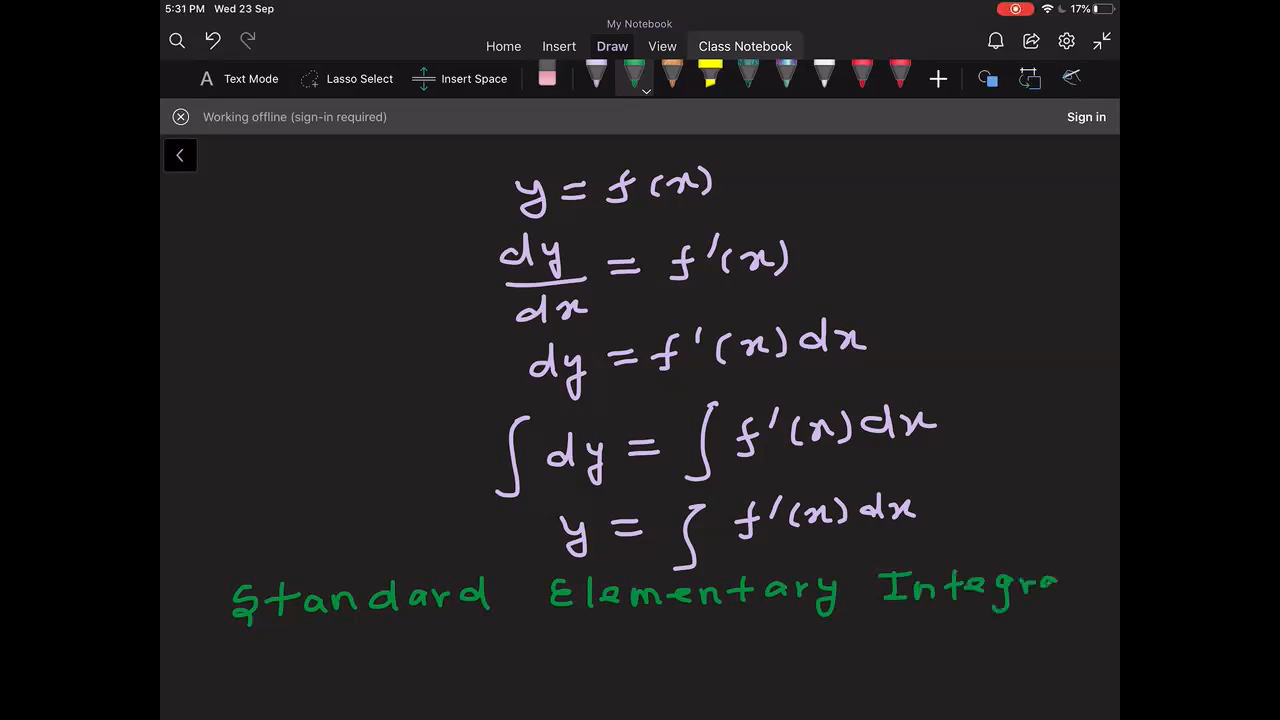 5:31 PM Wed 23 Sep
17%
My Notebook
Home Insert Draw View Class Notebook
A Text Mode Lasso Select Insert Space
Working offline (sign-in required) Sign in
y = f(x)
dy/dx = f'(x)
dy = f'(x) dx
∫ dy = ∫ f'(x) dx
y = ∫ f'(x) dx
Standard Elementary Integra